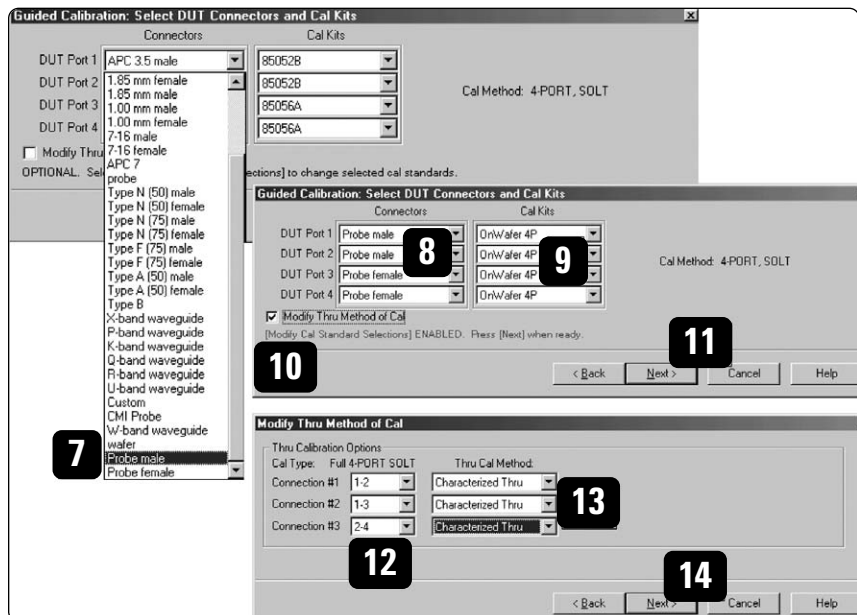 Guided Calibration: Select DUT Connectors and Cal Kits
Connectors Cal Kits
DUT Port 1 APC 3.5 male 85052B
DUT Port 2 85052B
DUT Port 3 85056A
DUT Port 4 85056A
Cal Method: 4-PORT, SOLT
1.85 mm female
1.85 mm male
1.00 mm male
1.00 mm female
7-16 male
7-16 female
APC 7
probe
Type N (50) male
Type N (50) female
Type N (75) male
Type N (75) female
Type F (75) male
Type F (75) female
Type A (50) male
Type A (50) female
Type B
X-band waveguide
P-band waveguide
K-band waveguide
Q-band waveguide
R-band waveguide
U-band waveguide
Custom
CMI Probe
W-band waveguide
wafer
Probe male
Probe female
7
Modify Thru
OPTIONAL. Sel ections] to change selected cal standards.
Guided Calibration: Select DUT Connectors and Cal Kits
Connectors Cal Kits
DUT Port 1 Probe male OnWafer 4P
DUT Port 2 Probe male OnWafer 4P
DUT Port 3 Probe female OnWafer 4P
DUT Port 4 Probe female OnWafer 4P
8
9
Cal Method: 4-PORT, SOLT
Modify Thru Method of Cal
[Modify Cal Standard Selections] ENABLED. Press [Next] when ready.
10
11
< Back Next > Cancel Help
Modify Thru Method of Cal
Thru Calibration Options
Cal Type: Full 4-PORT SOLT Thru Cal Method:
Connection #1 1-2 Characterized Thru
Connection #2 1-3 Characterized Thru
Connection #3 2-4 Characterized Thru
13
12
14
< Back Next > Cancel Help